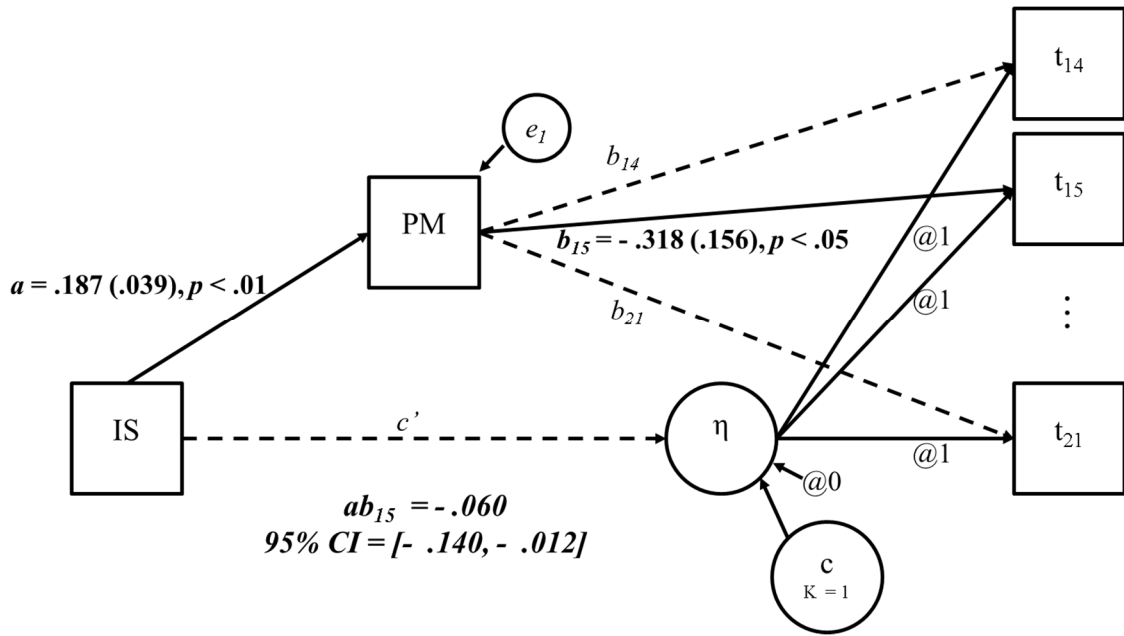 t₁₄
e₁
b₁₄
t₁₅
PM
b₁₅ = - .318 (.156), p < .05
@1
a = .187 (.039), p < .01
@1
b₂₁
⋮
IS
c’
η
t₂₁
@1
@0
ab₁₅ = - .060
95% CI = [- .140, - .012]
c
K = 1